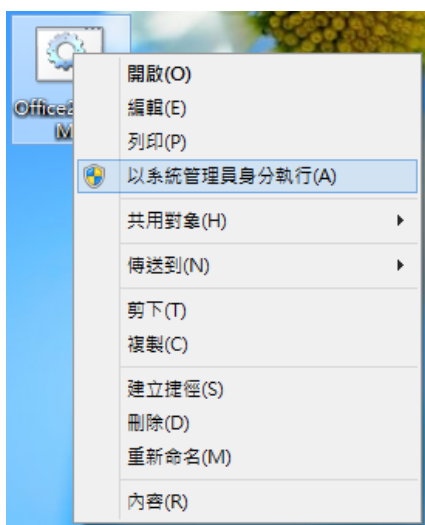 Office2
M
開啟(O)
編輯(E)
列印(P)
以系統管理員身分執行(A)
共用對象(H)
傳送到(N)
剪下(T)
複製(C)
建立捷徑(S)
刪除(D)
重新命名(M)
內容(R)